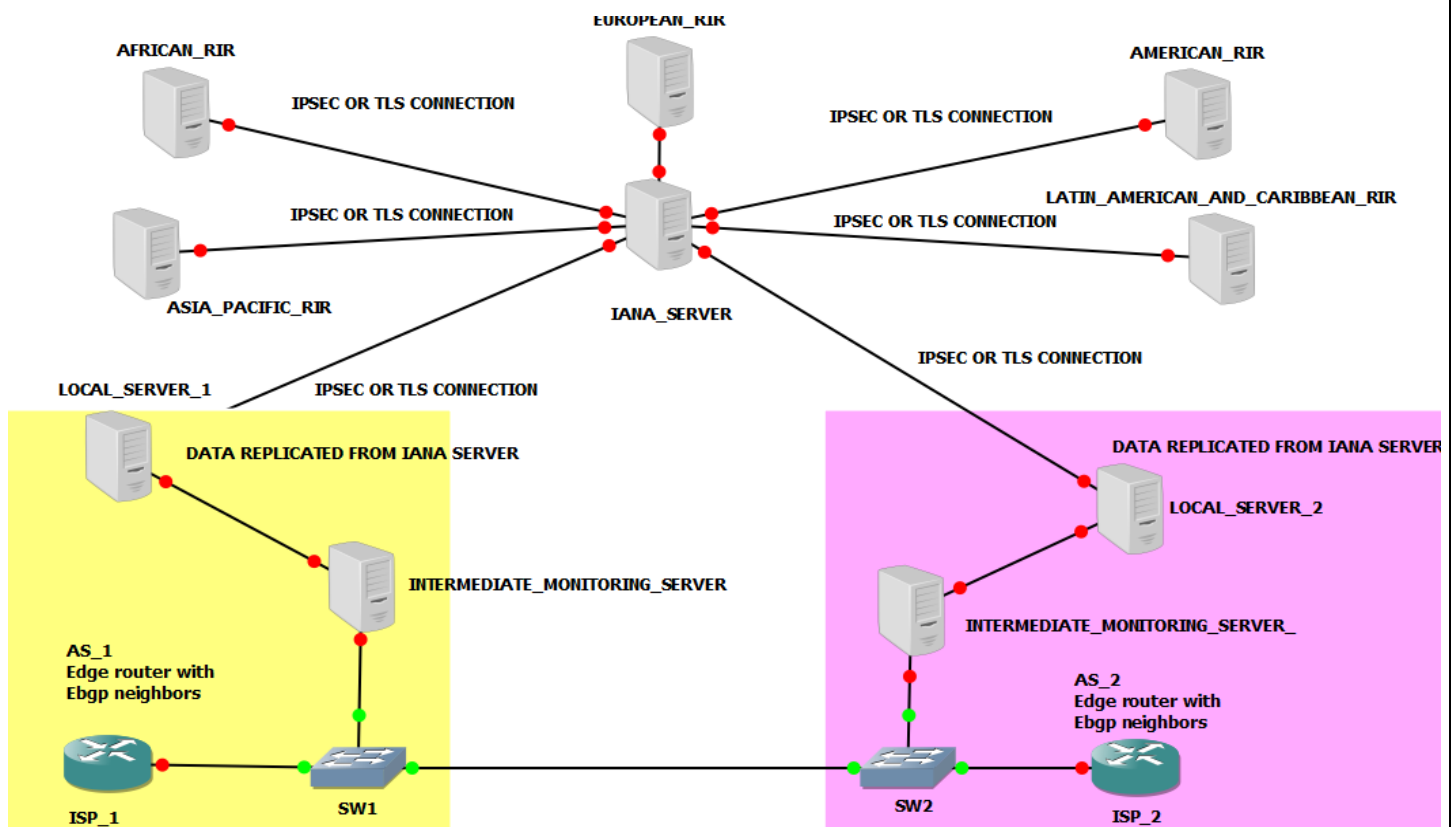 EUROPEAN_RIR
AFRICAN_RIR
AMERICAN_RIR
IPSEC OR TLS CONNECTION
IPSEC OR TLS CONNECTION
LATIN_AMERICAN_AND_CARIBBEAN_RIR
IPSEC OR TLS CONNECTION
IPSEC OR TLS CONNECTION
ASIA_PACIFIC_RIR
IANA_SERVER
IPSEC OR TLS CONNECTION
LOCAL_SERVER_1
IPSEC OR TLS CONNECTION
DATA REPLICATED FROM IANA SERVER
DATA REPLICATED FROM IANA SERVER
LOCAL_SERVER_2
INTERMEDIATE_MONITORING_SERVER
INTERMEDIATE_MONITORING_SERVER_
AS_1
Edge router with
Ebgp neighbors
AS_2
Edge router with
Ebgp neighbors
SW1
SW2
ISP_1
ISP_2